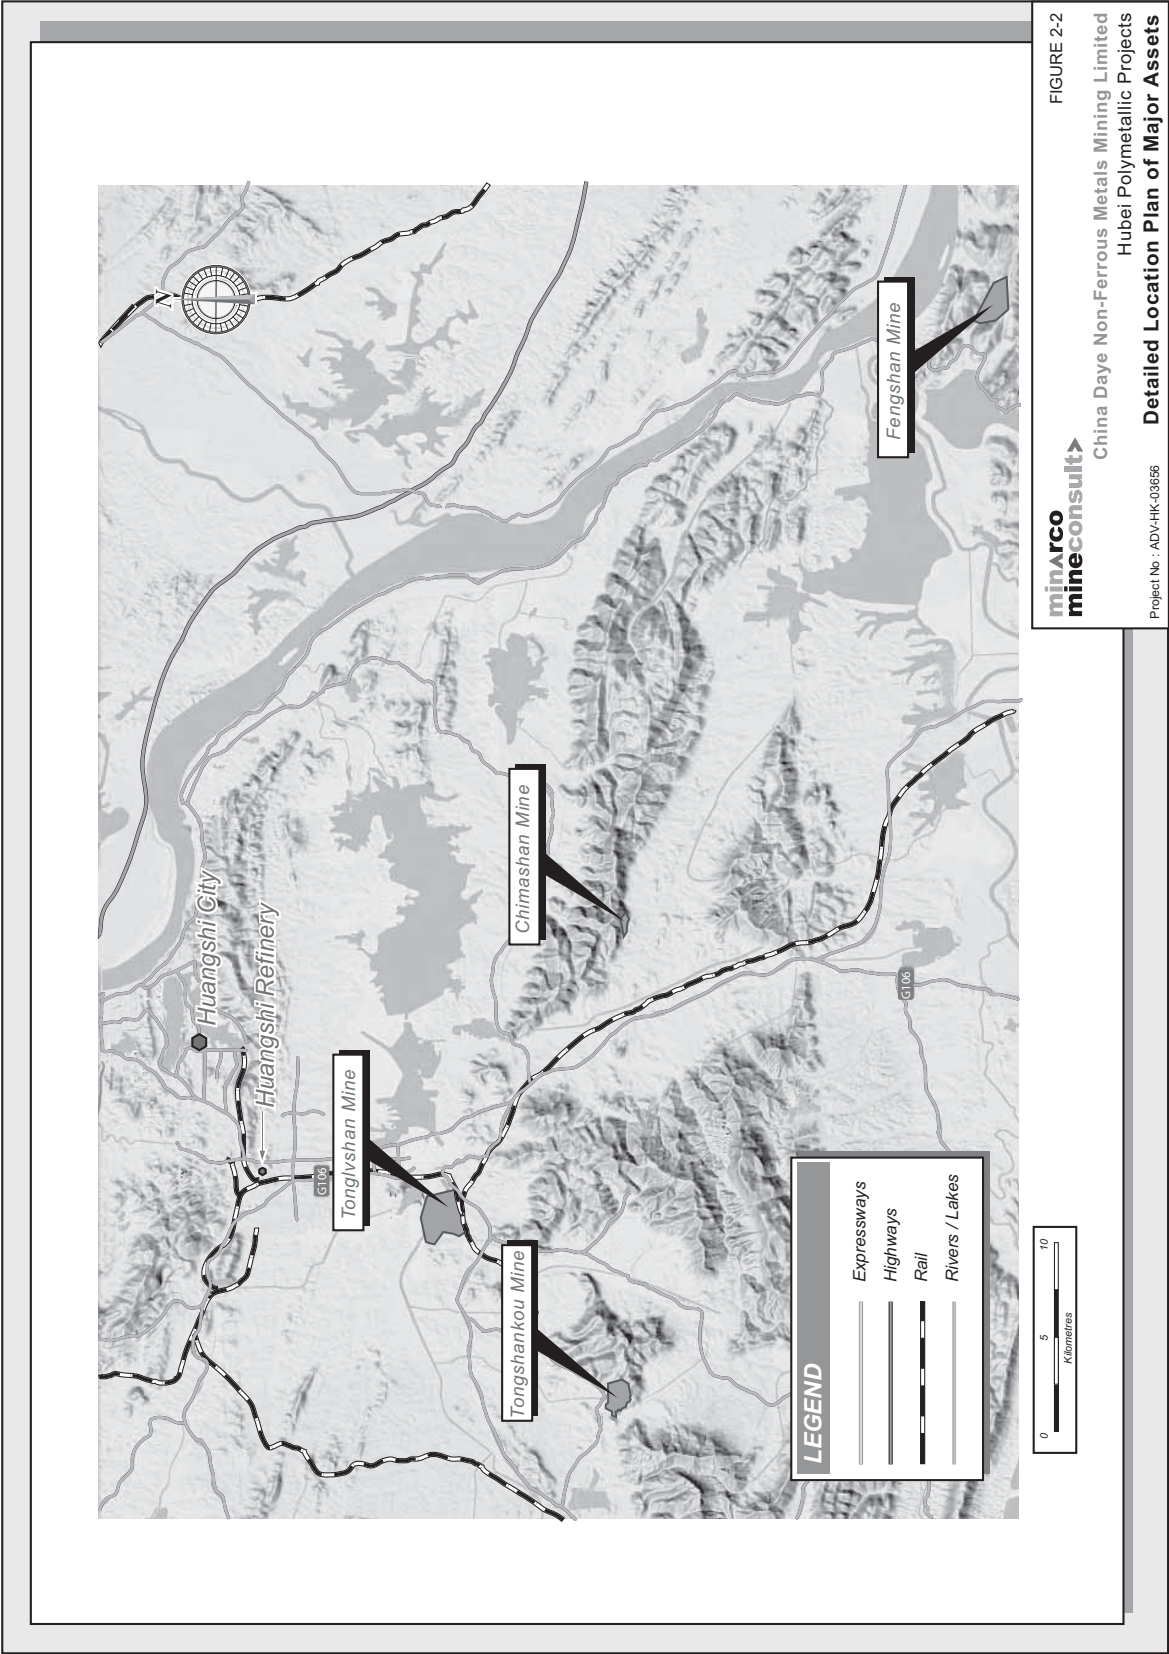 N
Huangshi City
Huangshi Refinery
G106
Tonglvshan Mine
Chimashan Mine
Tongshankou Mine
Fengshan Mine
G106
LEGEND
Expressways
Highways
Rail
Rivers / Lakes
0 5 10
Kilometres
FIGURE 2-2
minarco
mineconsult
China Daye Non-Ferrous Metals Mining Limited
Hubei Polymetallic Projects
Project No : ADV-HK-03656
Detailed Location Plan of Major Assets